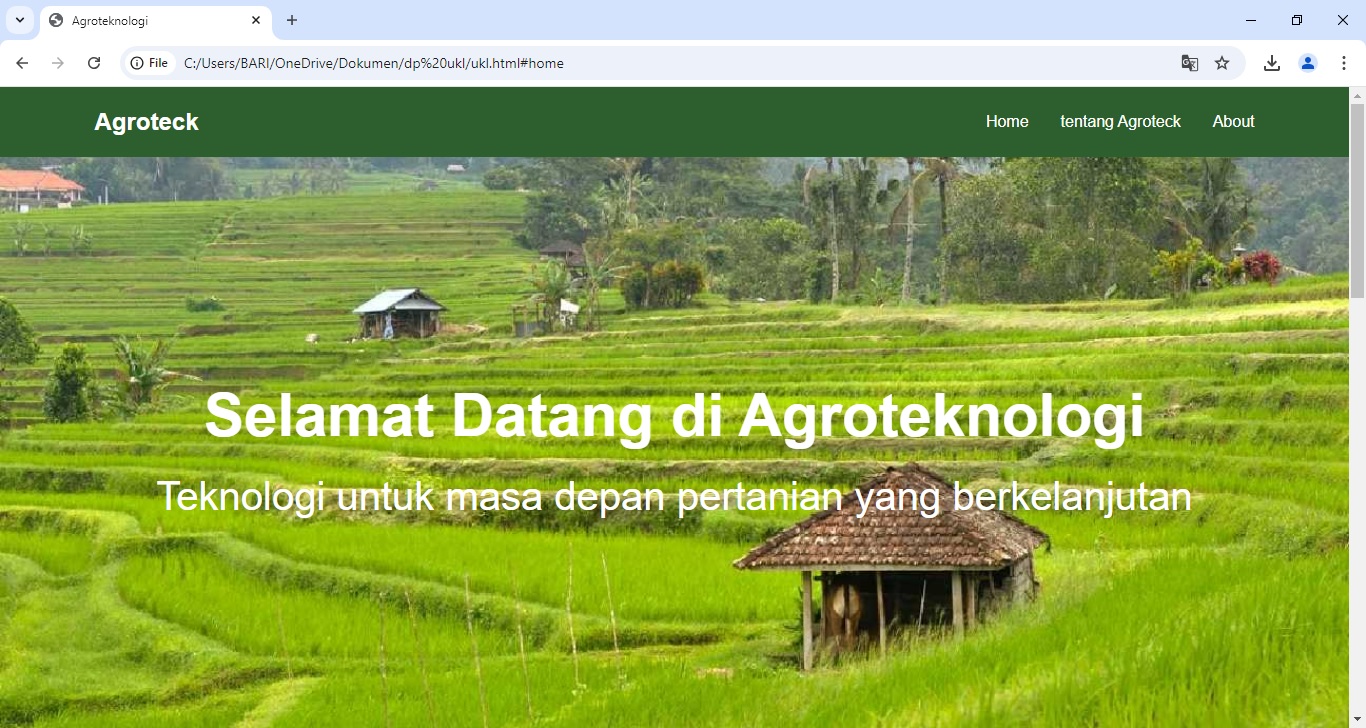 Agroteknologi
File C:/Users/BARI/OneDrive/Dokumen/dp%20ukl/ukl.html#home
Agroteck
Home tentang Agroteck About
Selamat Datang di Agroteknologi
Teknologi untuk masa depan pertanian yang berkelanjutan